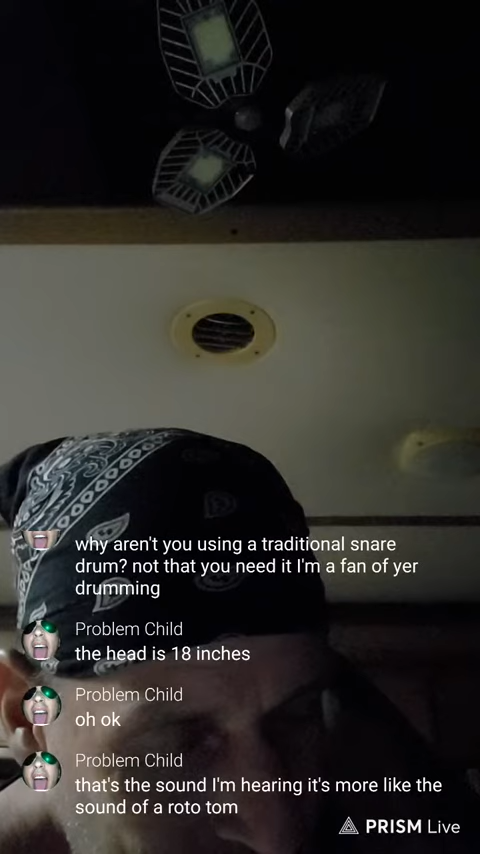 why aren't you using a traditional snare
drum? not that you need it I'm a fan of yer
drumming
Problem Child
the head is 18 inches
Problem Child
oh ok
Problem Child
that's the sound I'm hearing it's more like the
sound of a roto tom
PRISM Live